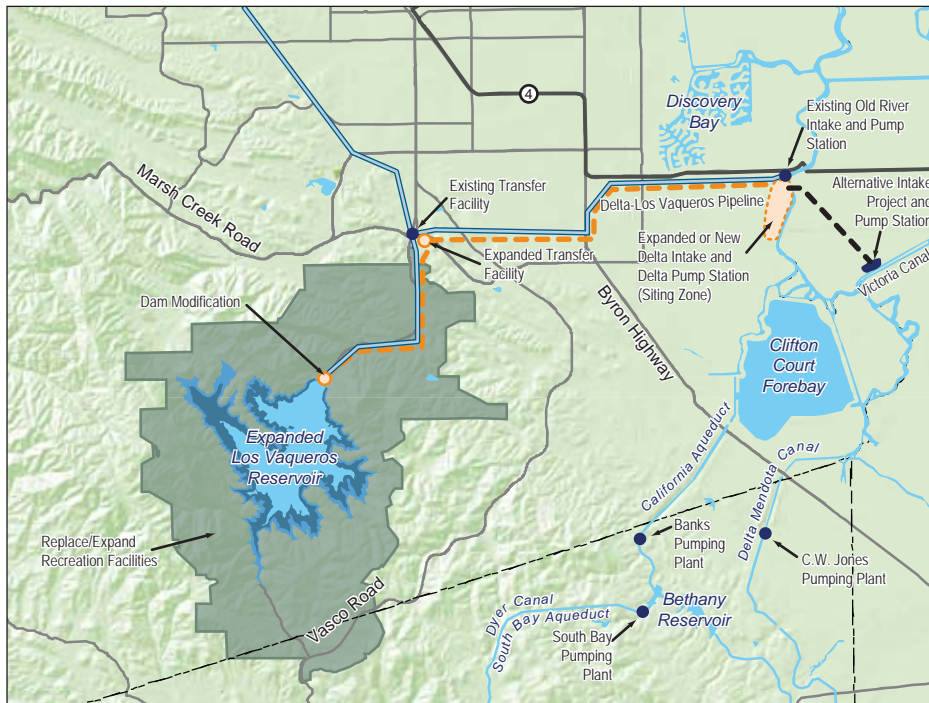 4
Discovery
Bay
Existing Old River
Intake and Pump
Station
Marsh Creek Road
Existing Transfer
Facility
Delta-Los Vaqueros Pipeline
Alternative Intake
Project and
Pump Station
Expanded Transfer
Facility
Expanded or New
Delta Intake and
Delta Pump Station
(Siting Zone)
Victoria Canal
Dam Modification
Byron Highway
Clifton
Court
Forebay
Expanded
Los Vaqueros
Reservoir
California Aqueduct
Delta Mendota Canal
Replace/Expand
Recreation Facilities
Banks
Pumping
Plant
C.W. Jones
Pumping Plant
Vasco Road
Dyer Canal
South Bay Aqueduct
Bethany
Reservoir
South Bay
Pumping
Plant